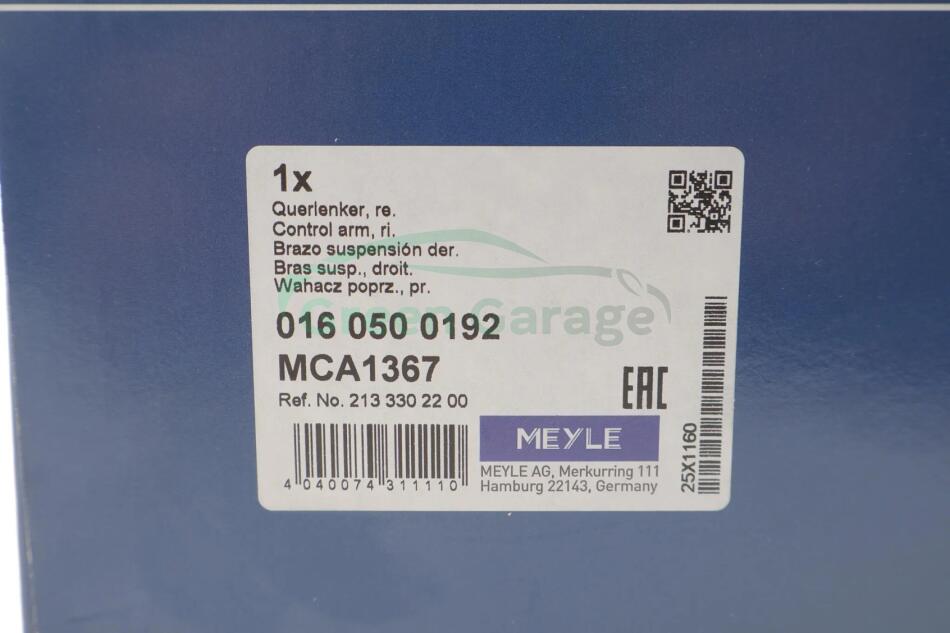 1x
Querlenker, re.
Control arm, ri.
Brazo suspensión der.
Bras susp., droit.
Wahacz poprz., pr.
Green Garage
016 050 0192
MCA1367
EAC
Ref. No. 213 330 22 00
MEYLE
MEYLE AG, Merkurring 111
Hamburg 22143, Germany
4 040074 311110
25X1160